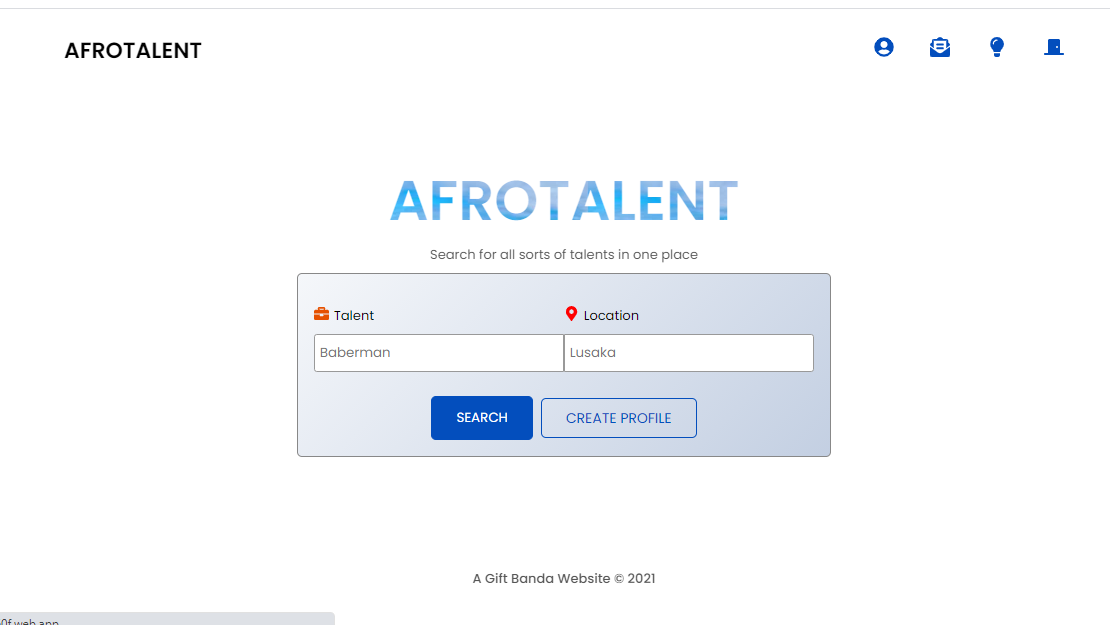 AFROTALENT
AFROTALENT
Search for all sorts of talents in one place
Talent
Location
Baberman
Lusaka
SEARCH
CREATE PROFILE
A Gift Banda Website © 2021
0f.web.app